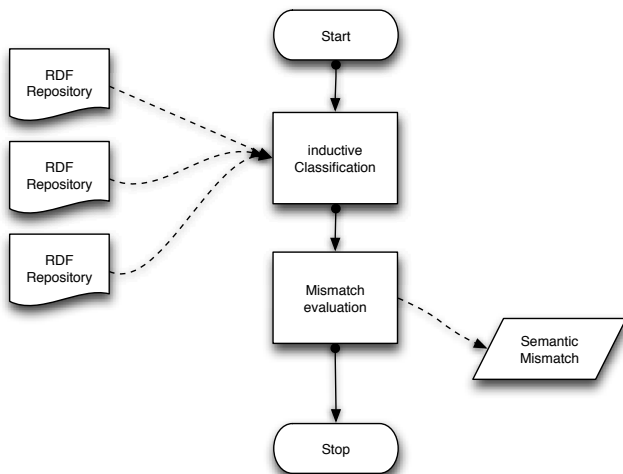 Start
RDF
Repository
inductive
Classification
RDF
Repository
RDF
Repository
Mismatch
evaluation
Semantic
Mismatch
Stop